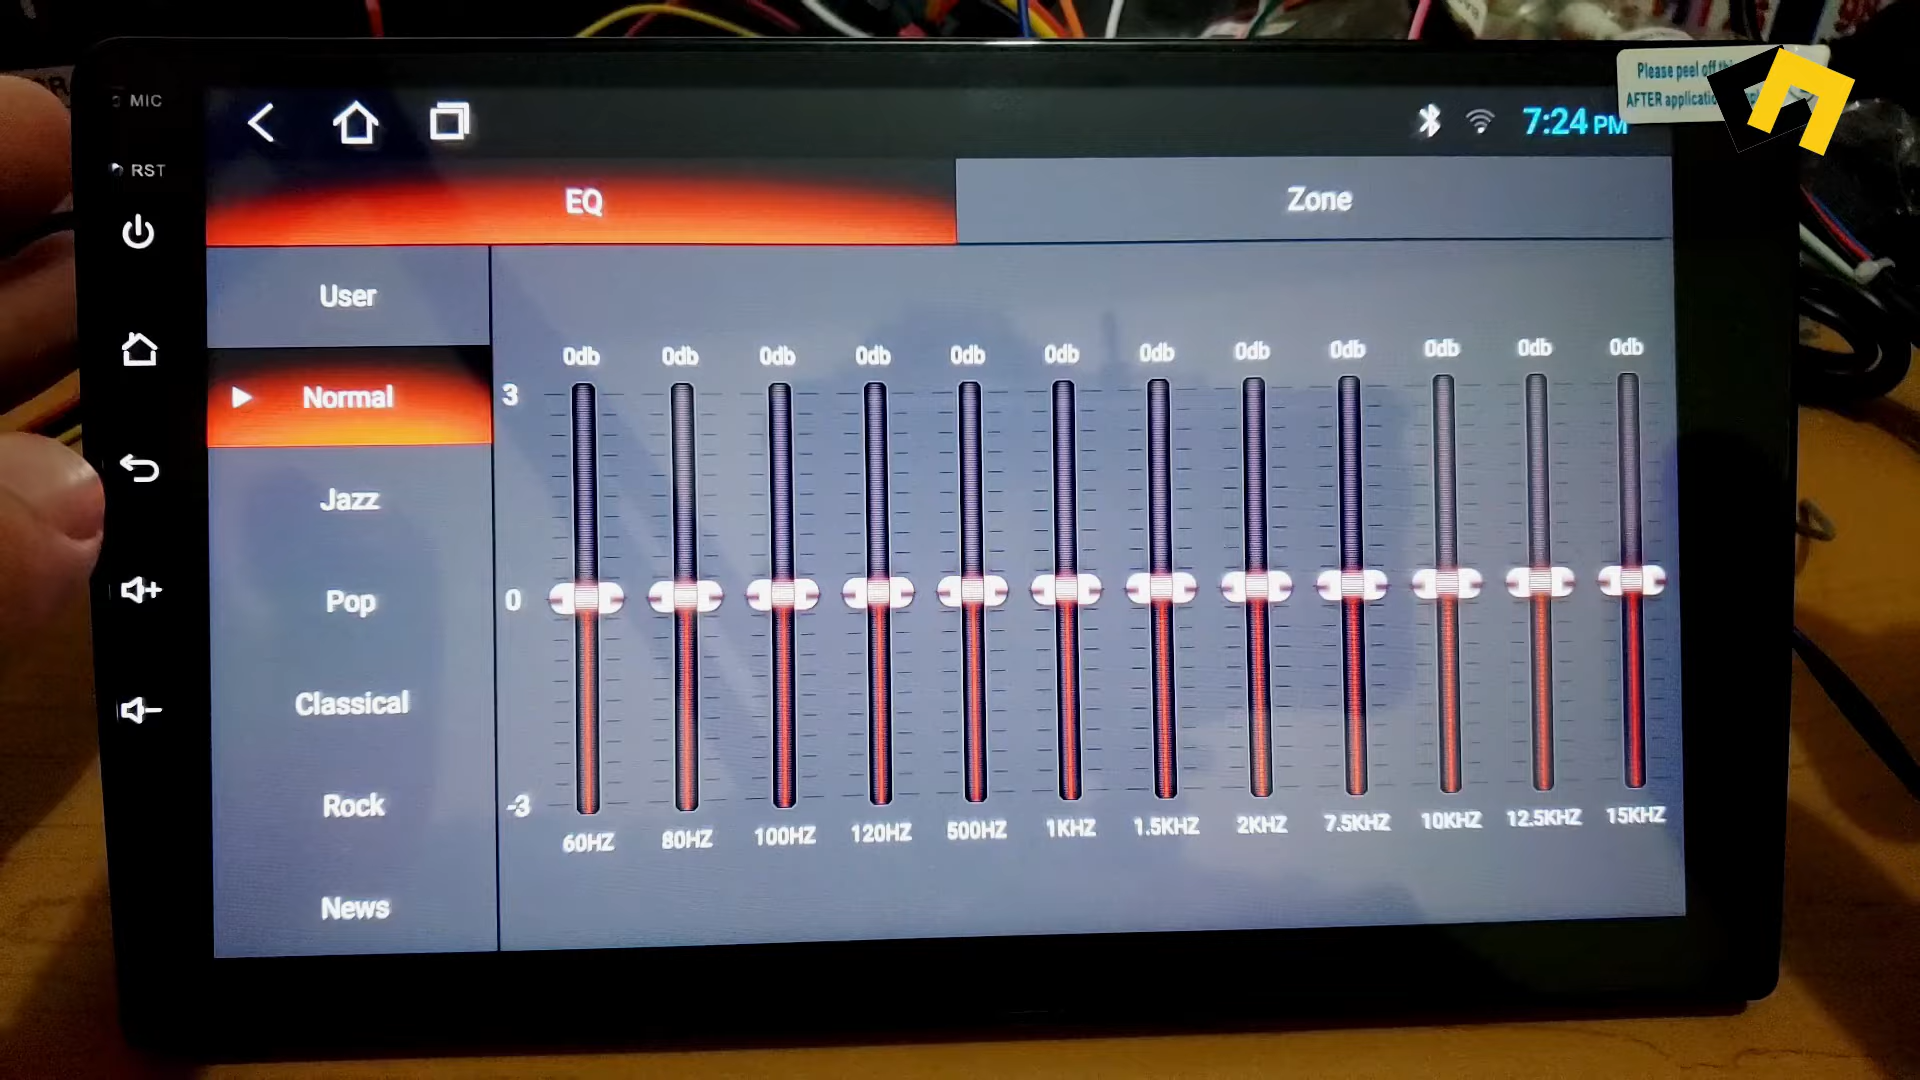 MIC
RST
Please peel off
AFTER
7:24 PM
EQ
Zone
User
Normal
Jazz
Pop
Classical
Rock
News
0db 0db 0db 0db 0db 0db 0db 0db 0db 0db 0db 0db
3
0
-3
60HZ 80HZ 100HZ 120HZ 500HZ 1KHZ 1.5KHZ 2KHZ 7.5KHZ 10KHZ 12.5KHZ 15KHZ